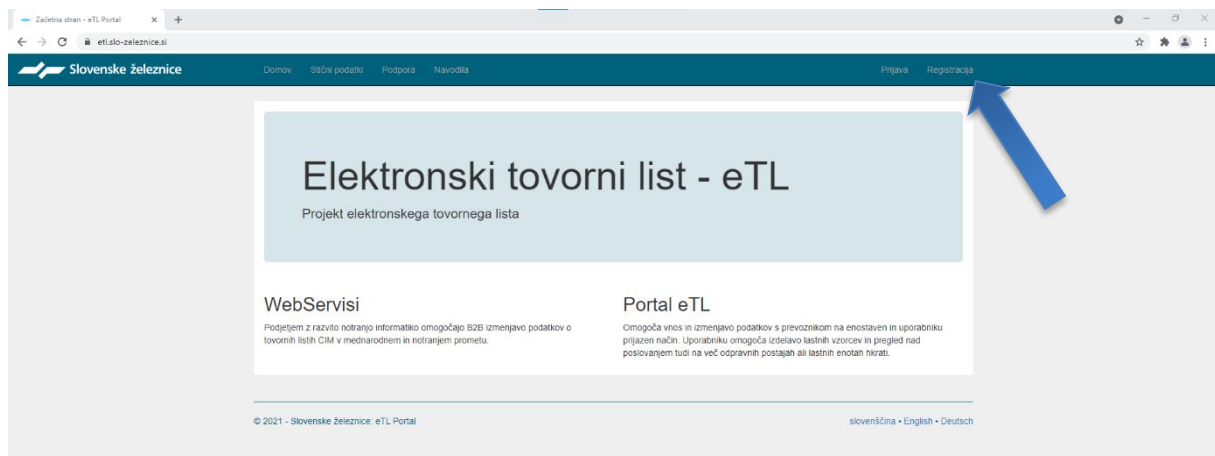 Začetna stran - eTL Portal
etl.slo-zeleznice.si
Slovenske železnice
Domov Stični podatki Podpora Navodila Prijava Registracija
Elektronski tovorni list - eTL
Projekt elektronskega tovornega lista
WebServisi
Podjetjem z razvito notranjo informatiko omogočajo B2B izmenjavo podatkov o
tovornih listih CIM v mednarodnem in notranjem prometu.
Portal eTL
Omogoča vnos in izmenjavo podatkov s prevoznikom na enostaven in uporabniku
prijazen način. Uporabniku omogoča izdelavo lastnih vzorcev in pregled nad
poslovanjem tudi na več odpravnih postajah ali lastnih enotah hkrati.
© 2021 - Slovenske železnice: eTL Portal
slovenščina • English • Deutsch